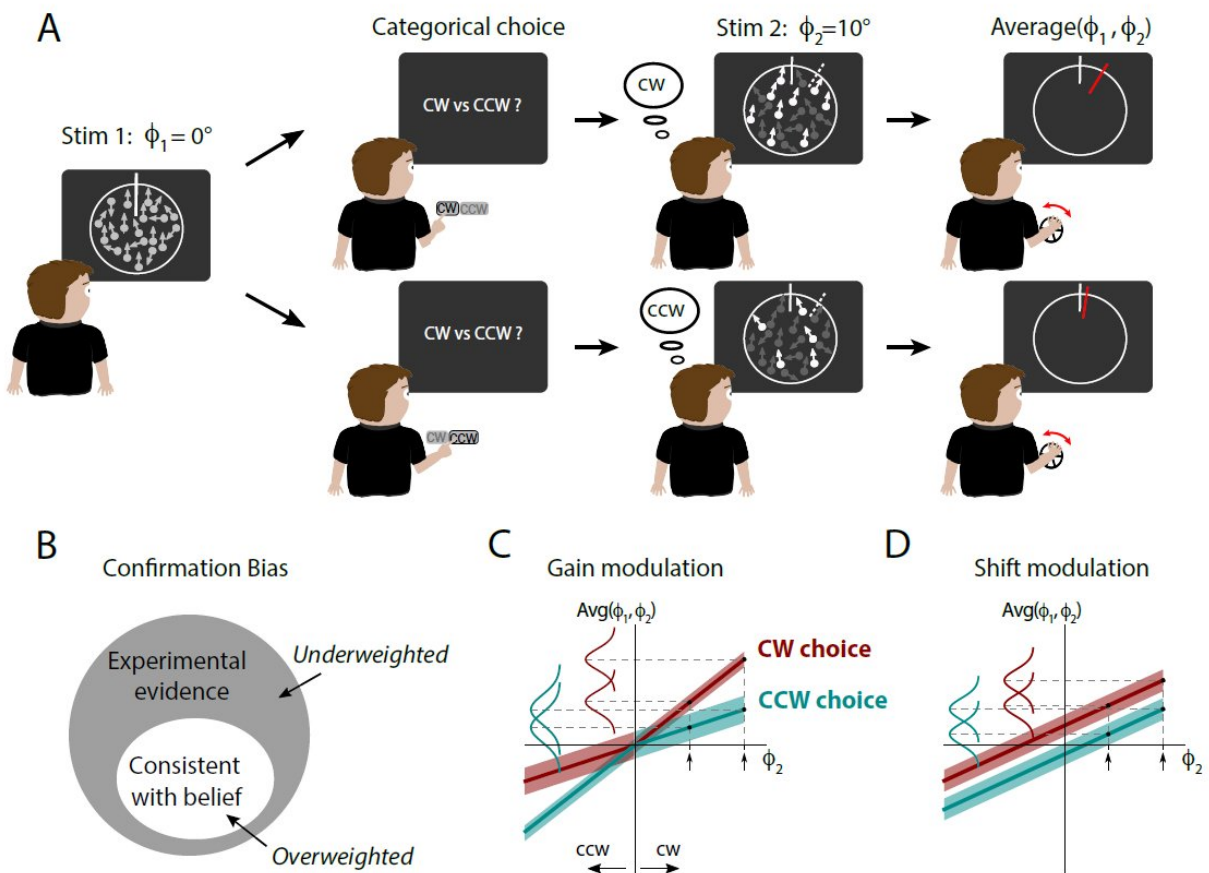 A
Categorical choice
Stim 2: ϕ₂=10°
Average(ϕ₁, ϕ₂)
Stim 1: ϕ₁= 0°
CW vs CCW ?
CW
CW CCW
CW vs CCW ?
CCW
CW CCW
B
Confirmation Bias
Experimental
evidence
Underweighted
Consistent
with belief
Overweighted
C
Gain modulation
Avg(ϕ₁, ϕ₂)
CW choice
CCW choice
ϕ₂
CCW
CW
D
Shift modulation
Avg(ϕ₁, ϕ₂)
ϕ₂